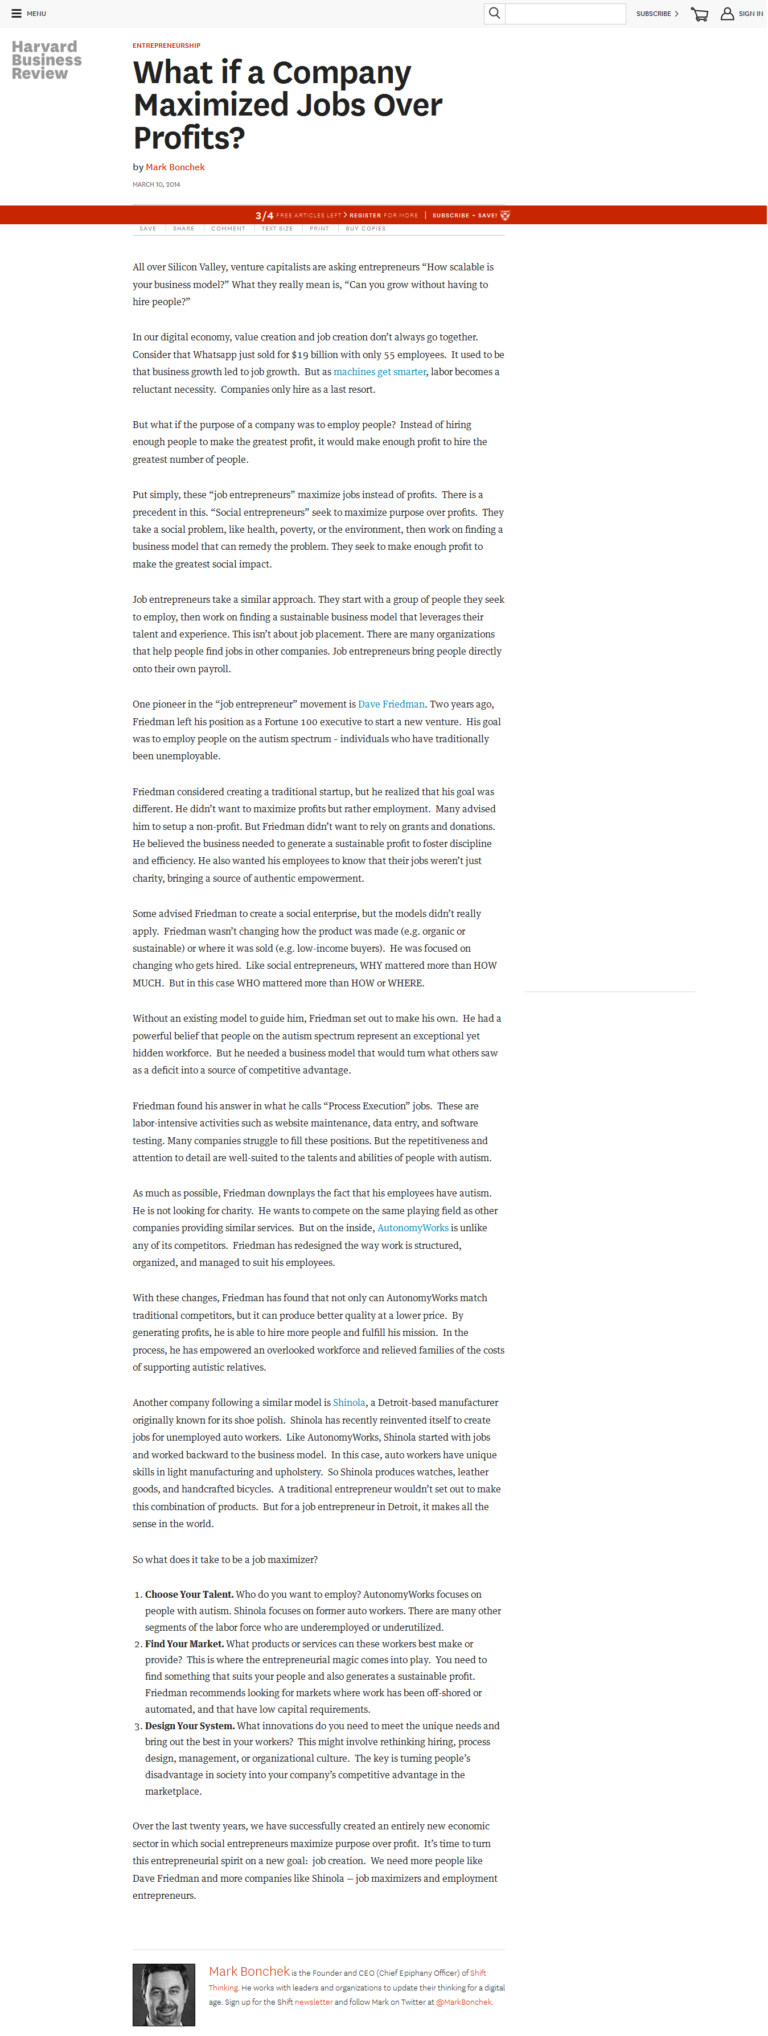 MENU
SUBSCRIBE
SIGN IN
Harvard
Business
Review
ENTREPRENEURSHIP
What if a Company
Maximized Jobs Over
Profits?
by Mark Bonchek
MARCH 10, 2014
3/4 FREE ARTICLES LEFT REGISTER FOR MORE | SUBSCRIBE + SAVE!
SAVE SHARE COMMENT TEXT SIZE PRINT BUY COPIES
All over Silicon Valley, venture capitalists are asking entrepreneurs “How scalable is
your business model?” What they really mean is, “Can you grow without having to
hire people?”
In our digital economy, value creation and job creation don’t always go together.
Consider that Whatsapp just sold for $19 billion with only 55 employees. It used to be
that business growth led to job growth. But as machines get smarter, labor becomes a
reluctant necessity. Companies only hire as a last resort.
But what if the purpose of a company was to employ people? Instead of hiring
enough people to make the greatest profit, it would make enough profit to hire the
greatest number of people.
Put simply, these “job entrepreneurs” maximize jobs instead of profits. There is a
precedent in this. “Social entrepreneurs” seek to maximize purpose over profits. They
take a social problem, like health, poverty, or the environment, then work on finding a
business model that can remedy the problem. They seek to make enough profit to
make the greatest social impact.
Job entrepreneurs take a similar approach. They start with a group of people they seek
to employ, then work on finding a sustainable business model that leverages their
talent and experience. This isn’t about job placement. There are many organizations
that help people find jobs in other companies. Job entrepreneurs bring people directly
onto their own payroll.
One pioneer in the “job entrepreneur” movement is Dave Friedman. Two years ago,
Friedman left his position as a Fortune 100 executive to start a new venture. His goal
was to employ people on the autism spectrum – individuals who have traditionally
been unemployable.
Friedman considered creating a traditional startup, but he realized that his goal was
different. He didn’t want to maximize profits but rather employment. Many advised
him to setup a non-profit. But Friedman didn’t want to rely on grants and donations.
He believed the business needed to generate a sustainable profit to foster discipline
and efficiency. He also wanted his employees to know that their jobs weren’t just
charity, bringing a source of authentic empowerment.
Some advised Friedman to create a social enterprise, but the models didn’t really
apply. Friedman wasn’t changing how the product was made (e.g. organic or
sustainable) or where it was sold (e.g. low-income buyers). He was focused on
changing who gets hired. Like social entrepreneurs, WHY mattered more than HOW
MUCH. But in this case WHO mattered more than HOW or WHERE.
Without an existing model to guide him, Friedman set out to make his own. He had a
powerful belief that people on the autism spectrum represent an exceptional yet
hidden workforce. But he needed a business model that would turn what others saw
as a deficit into a source of competitive advantage.
Friedman found his answer in what he calls “Process Execution” jobs. These are
labor-intensive activities such as website maintenance, data entry, and software
testing. Many companies struggle to fill these positions. But the repetitiveness and
attention to detail are well-suited to the talents and abilities of people with autism.
As much as possible, Friedman downplays the fact that his employees have autism.
He is not looking for charity. He wants to compete on the same playing field as other
companies providing similar services. But on the inside, AutonomyWorks is unlike
any of its competitors. Friedman has redesigned the way work is structured,
organized, and managed to suit his employees.
With these changes, Friedman has found that not only can AutonomyWorks match
traditional competitors, but it can produce better quality at a lower price. By
generating profits, he is able to hire more people and fulfill his mission. In the
process, he has empowered an overlooked workforce and relieved families of the costs
of supporting autistic relatives.
Another company following a similar model is Shinola, a Detroit-based manufacturer
originally known for its shoe polish. Shinola has recently reinvented itself to create
jobs for unemployed auto workers. Like AutonomyWorks, Shinola started with jobs
and worked backward to the business model. In this case, auto workers have unique
skills in light manufacturing and upholstery. So Shinola produces watches, leather
goods, and handcrafted bicycles. A traditional entrepreneur wouldn’t set out to make
this combination of products. But for a job entrepreneur in Detroit, it makes all the
sense in the world.
So what does it take to be a job maximizer?
1. Choose Your Talent. Who do you want to employ? AutonomyWorks focuses on
people with autism. Shinola focuses on former auto workers. There are many other
segments of the labor force who are underemployed or underutilized.
2. Find Your Market. What products or services can these workers best make or
provide? This is where the entrepreneurial magic comes into play. You need to
find something that suits your people and also generates a sustainable profit.
Friedman recommends looking for markets where work has been off-shored or
automated, and that have low capital requirements.
3. Design Your System. What innovations do you need to meet the unique needs and
bring out the best in your workers? This might involve rethinking hiring, process
design, management, or organizational culture. The key is turning people’s
disadvantage in society into your company’s competitive advantage in the
marketplace.
Over the last twenty years, we have successfully created an entirely new economic
sector in which social entrepreneurs maximize purpose over profit. It’s time to turn
this entrepreneurial spirit on a new goal: job creation. We need more people like
Dave Friedman and more companies like Shinola — job maximizers and employment
entrepreneurs.
Mark Bonchek is the Founder and CEO (Chief Epiphany Officer) of Shift
Thinking. He works with leaders and organizations to update their thinking for a digital
age. Sign up for the Shift newsletter and follow Mark on Twitter at @MarkBonchek.